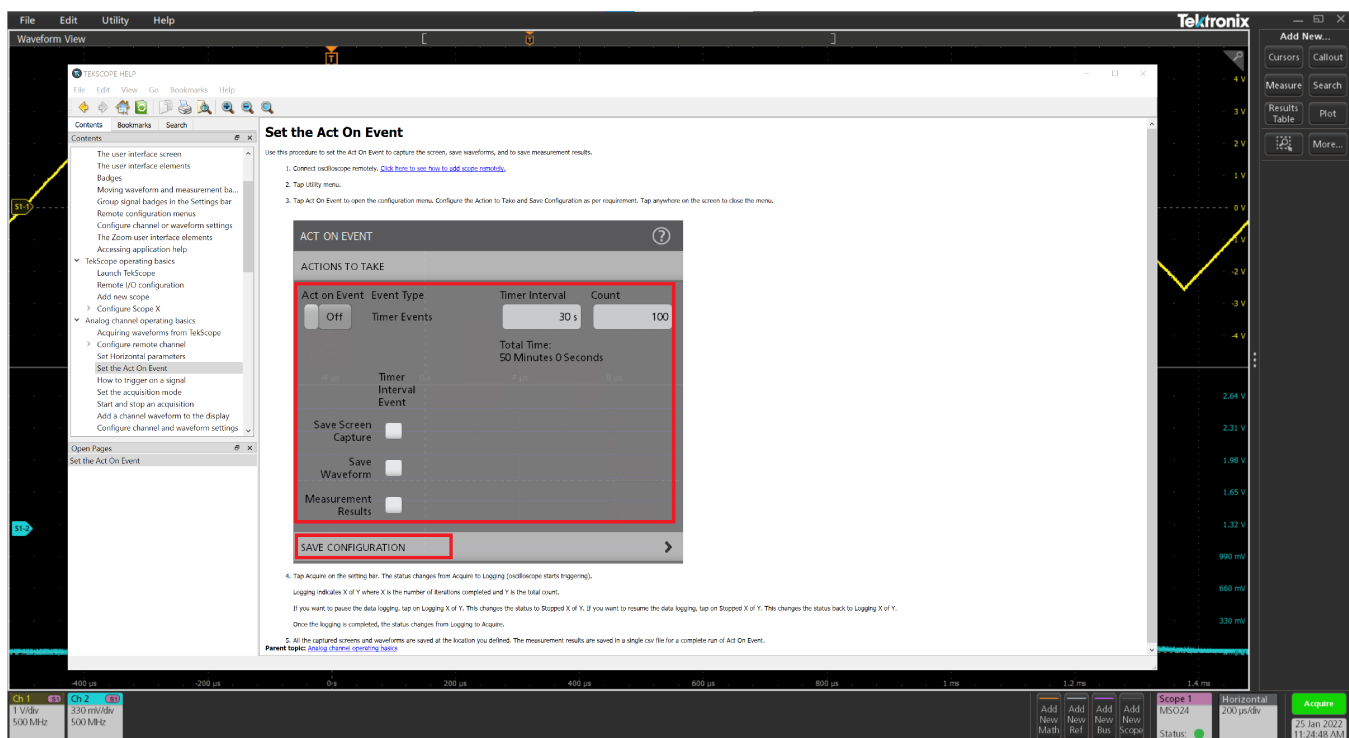 File Edit Utility Help
Tektronix
Waveform View
Add New...
Cursors Callout
Measure Search
Results Table Plot
More...
TEKSCOPE HELP
File Edit View Go Bookmarks Help
Contents Bookmarks Search
Contents
The user interface screen
The user interface elements
Badges
Moving waveform and measurement ba...
Group signal badges in the Settings bar
Remote configuration menus
Configure channel or waveform settings
The Zoom user interface elements
Accessing application help
TekScope operating basics
Launch TekScope
Remote I/O configuration
Add new scope
Configure Scope X
Analog channel operating basics
Acquiring waveforms from TekScope
Configure remote channel
Set Horizontal parameters
Set the Act On Event
How to trigger on a signal
Set the acquisition mode
Start and stop an acquisition
Add a channel waveform to the display
Configure channel and waveform settings
Open Pages
Set the Act On Event
Set the Act On Event
Use this procedure to set the Act On Event to capture the screen, save waveforms, and to save measurement results.
1. Connect oscilloscope remotely. Click here to see how to add scope remotely.
2. Tap Utility menu.
3. Tap Act On Event to open the configuration menu. Configure the Action to Take and Save Configuration as per requirement. Tap anywhere on the screen to close the menu.
ACT ON EVENT
ACTIONS TO TAKE
Act on Event Event Type Timer Interval Count
Off Timer Events 30 s 100
Total Time:
50 Minutes 0 Seconds
Timer
Interval
Event
Save Screen
Capture
Save
Waveform
Measurement
Results
SAVE CONFIGURATION
4. Tap Acquire on the setting bar. The status changes from Acquire to Logging (oscilloscope starts triggering).
Logging indicates X of Y where X is the number of iterations completed and Y is the total count.
If you want to pause the data logging, tap on Logging X of Y. This changes the status to Stopped X of Y. If you want to resume the data logging, tap on Stopped X of Y. This changes the status back to Logging X of Y.
Once the logging is completed, the status changes from Logging to Acquire.
5. All the captured screens and waveforms are saved at the location you defined. The measurement results are saved in a single csv file for a complete run of Act On Event.
Parent topic: Analog channel operating basics
T
T
S1-1
S1-2
4 V
3 V
2 V
1 V
0 V
-1 V
-2 V
-3 V
-4 V
2.64 V
2.31 V
1.98 V
1.65 V
1.32 V
990 mV
660 mV
330 mV
-400 µs -200 µs 0 s 200 µs 400 µs 600 µs 800 µs 1 ms 1.2 ms 1.4 ms
Ch 1 S1
1 V/div
500 MHz
Ch 2 S1
330 mV/div
500 MHz
Add New Math
Add New Ref
Add New Bus
Add New Scope
Scope 1
MSO24
Status:
Horizontal
200 µs/div
Acquire
25 Jan 2022
11:24:48 AM